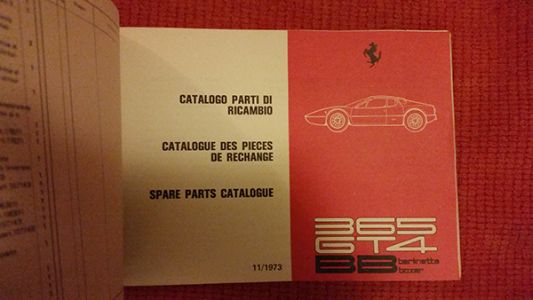 CATALOGO PARTI DI
RICAMBIO
CATALOGUE DES PIECES
DE RECHANGE
SPARE PARTS CATALOGUE
11/1973
365
GT4
BB berlinetta
boxer